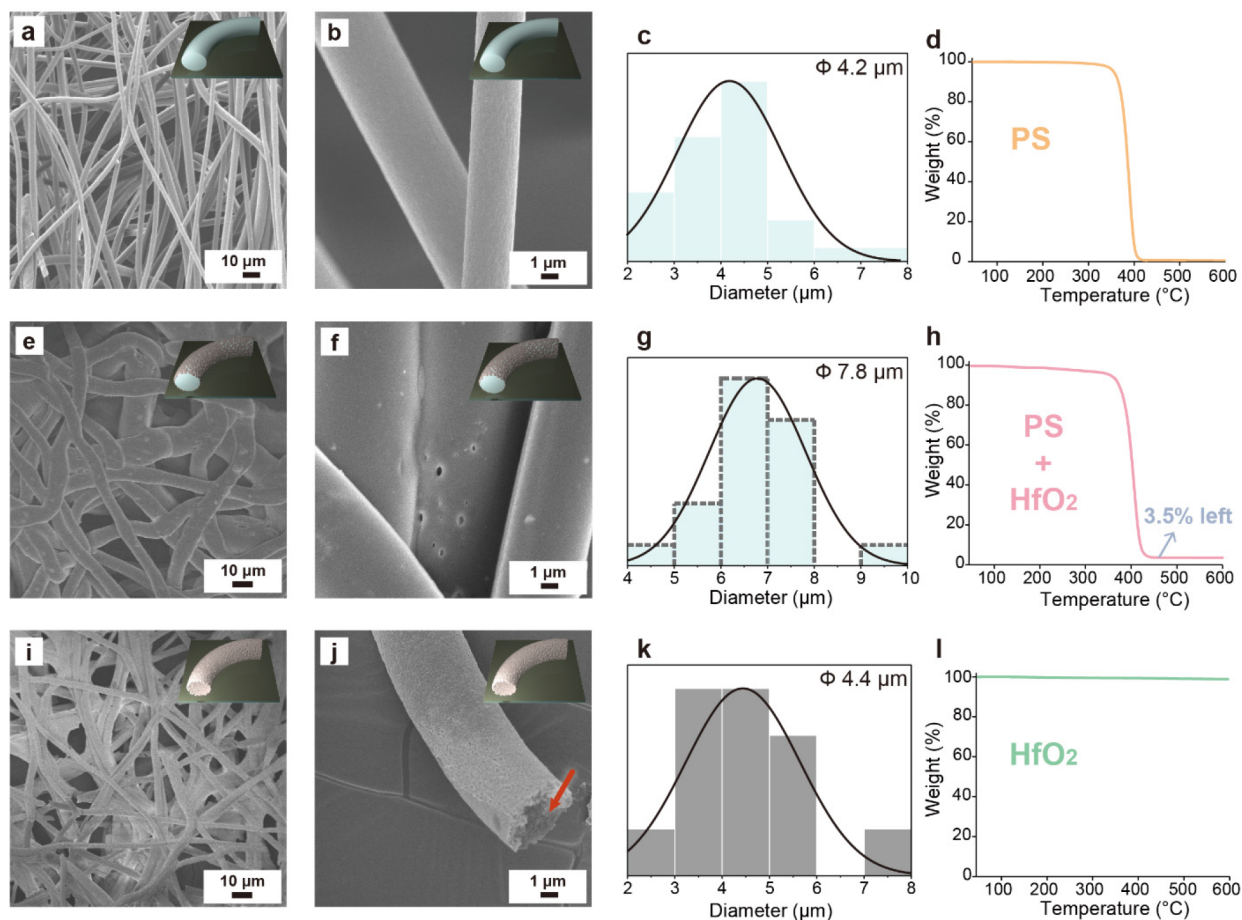 a
10 µm
b
1 µm
c
Φ 4.2 µm
2 3 4 5 6 7 8
Diameter (µm)
d
Weight (%)
100
80
60
40
20
0
PS
100 200 300 400 500 600
Temperature (°C)
e
10 µm
f
1 µm
g
Φ 7.8 µm
4 5 6 7 8 9 10
Diameter (µm)
h
Weight (%)
100
80
60
40
20
0
PS
+
HfO2
3.5% left
100 200 300 400 500 600
Temperature (°C)
i
10 µm
j
1 µm
k
Φ 4.4 µm
2 3 4 5 6 7 8
Diameter (µm)
l
Weight (%)
100
80
60
40
20
0
HfO2
100 200 300 400 500 600
Temperature (°C)